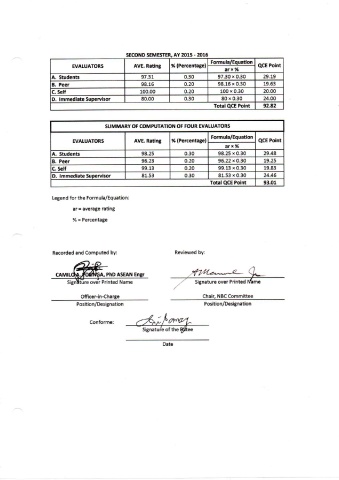 SECOND SEMESTER, AY 2015 - 2016
EVALUATORS AVE. Rating % (Percentage) Formula/Equation ar × % QCE Point
A. Students 97.31 0.30 97.30 × 0.30 29.19
B. Peer 98.16 0.20 98.16 × 0.20 19.63
C. Self 100.00 0.20 100 × 0.20 20.00
D. Immediate Supervisor 80.00 0.30 80 × 0.30 24.00
Total QCE Point 92.82
SUMMARY OF COMPUTATION OF FOUR EVALUATORS
EVALUATORS AVE. Rating % (Percentage) Formula/Equation ar × % QCE Point
A. Students 98.25 0.30 98.25 × 0.30 29.48
B. Peer 96.23 0.20 96.22 × 0.20 19.25
C. Self 99.13 0.20 99.13 × 0.20 19.83
D. Immediate Supervisor 81.53 0.30 81.53 × 0.30 24.46
Total QCE Point 93.01
Legend for the Formula/Equation:
ar = average rating
% = Percentage
Recorded and Computed by: Reviewed by:
PhD ASEAN Engr
Signature over Printed Name Signature over Printed Name
Officer-In-Charge Chair, NBC Committee
Position/Designation Position/Designation
Conforme:
Signature of the Ratee
Date